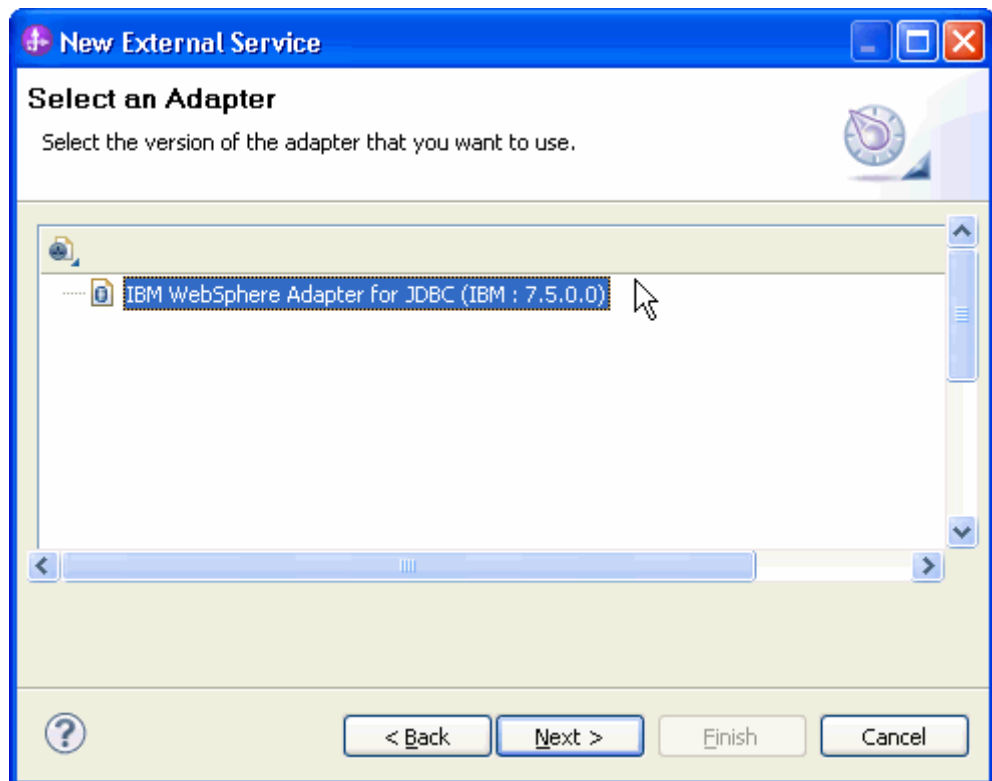 New External Service
Select an Adapter
Select the version of the adapter that you want to use.
IBM WebSphere Adapter for JDBC (IBM : 7.5.0.0)
?
< Back
Next >
Finish
Cancel